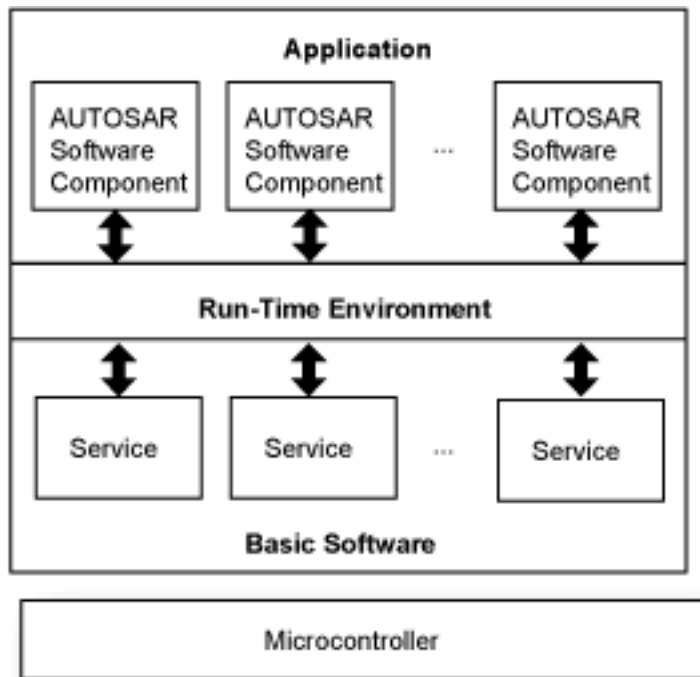 Application
AUTOSAR
Software
Component
AUTOSAR
Software
Component
...
AUTOSAR
Software
Component
Run-Time Environment
Service
Service
...
Service
Basic Software
Microcontroller